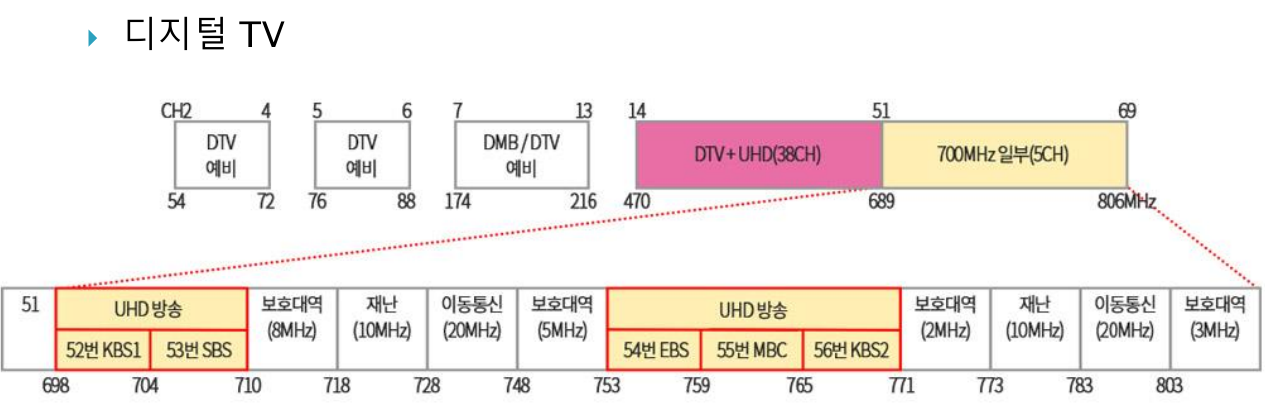 디지털 TV
CH2 4 5 6 7 13 14 51 69
DTV 예비
DTV 예비
DMB/DTV 예비
DTV + UHD(38CH)
700MHz 일부(5CH)
54 72 76 88 174 216 470 689 806MHz
51
UHD 방송
52번 KBS1
53번 SBS
보호대역
(8MHz)
재난
(10MHz)
이동통신
(20MHz)
보호대역
(5MHz)
UHD 방송
54번 EBS
55번 MBC
56번 KBS2
보호대역
(2MHz)
재난
(10MHz)
이동통신
(20MHz)
보호대역
(3MHz)
698 704 710 718 728 748 753 759 765 771 773 783 803